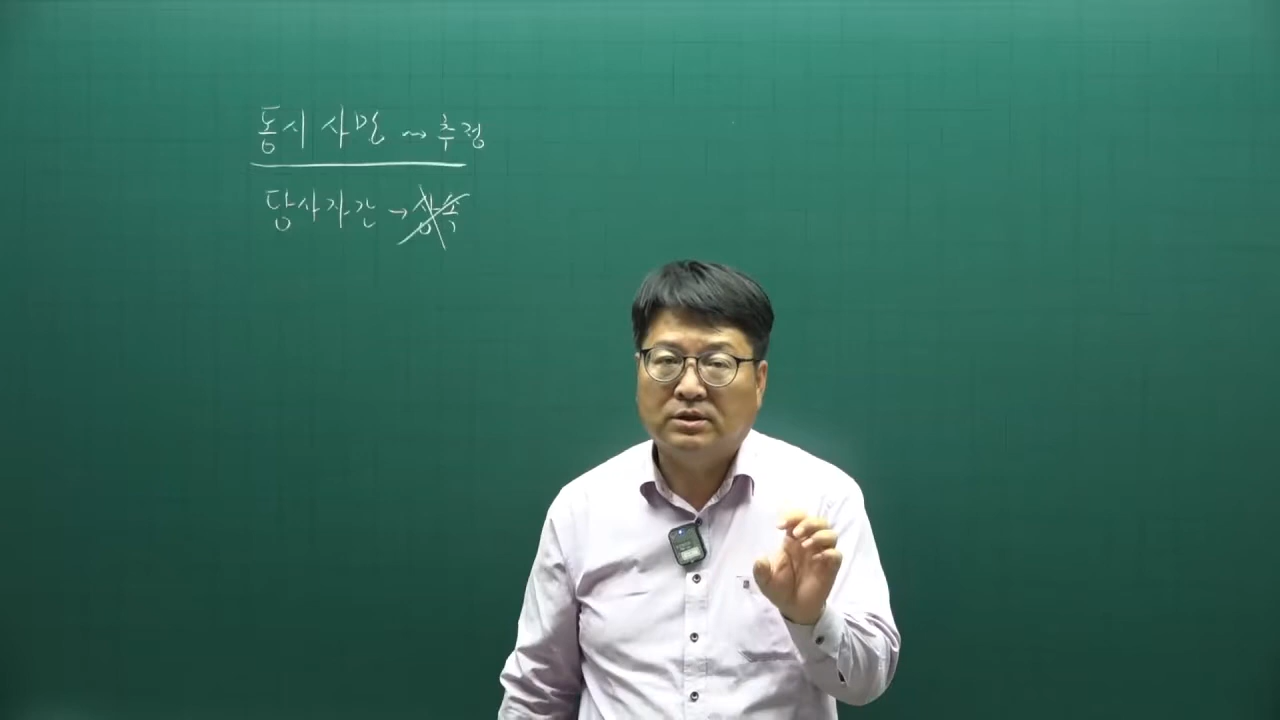 동시 사망 → 추정
당사자간 → 상속